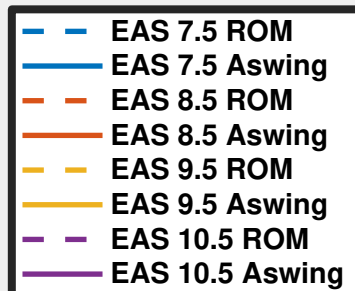 EAS 7.5 ROM
EAS 7.5 Aswing
EAS 8.5 ROM
EAS 8.5 Aswing
EAS 9.5 ROM
EAS 9.5 Aswing
EAS 10.5 ROM
EAS 10.5 Aswing